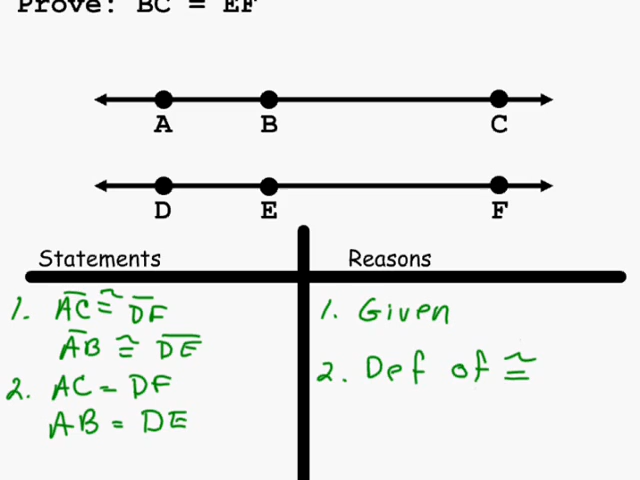 Prove: BC = EF
A B C
D E F
Statements Reasons
1. AC ≅ DF 1. Given
AB ≅ DE
2. AC = DF 2. Def of ≅
AB = DE